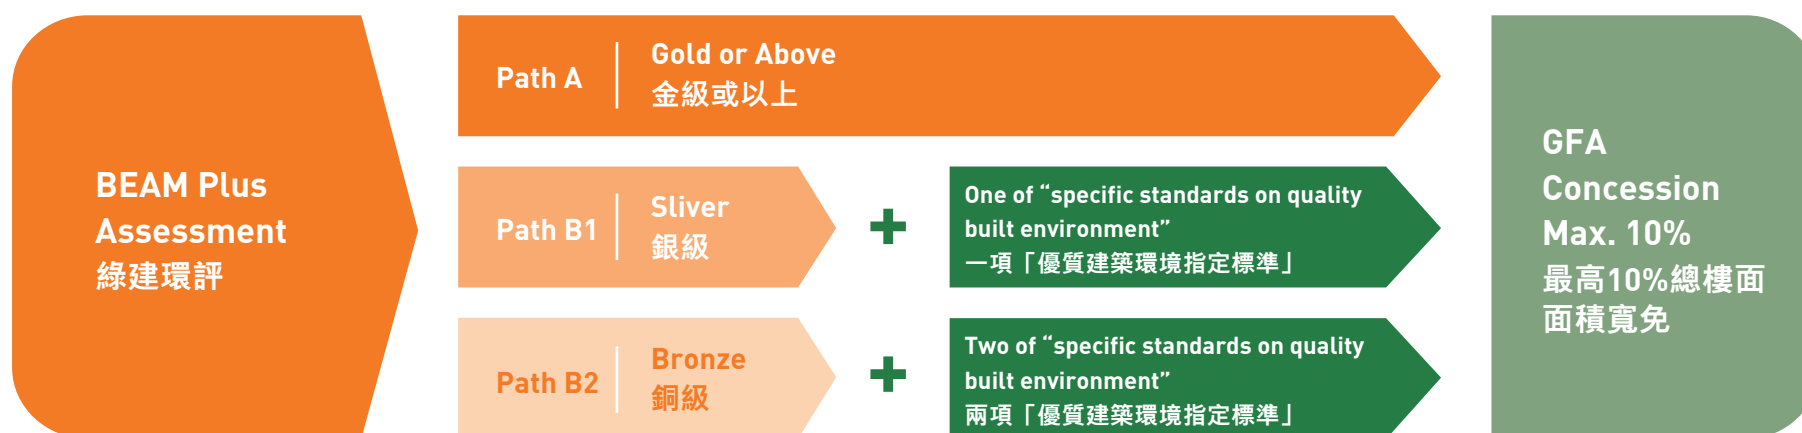 BEAM Plus
Assessment
綠建環評
Path A
Gold or Above
金級或以上
Path B1
Sliver
銀級
+
One of “specific standards on quality
built environment”
一項「優質建築環境指定標準」
Path B2
Bronze
銅級
+
Two of “specific standards on quality
built environment”
兩項「優質建築環境指定標準」
GFA
Concession
Max. 10%
最高10%總樓面
面積寬免